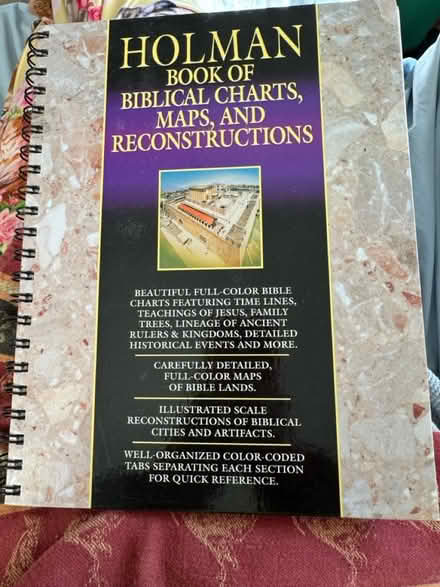 HOLMAN
BOOK OF
BIBLICAL CHARTS,
MAPS, AND
RECONSTRUCTIONS
BEAUTIFUL FULL-COLOR BIBLE
CHARTS FEATURING TIME LINES,
TEACHINGS OF JESUS, FAMILY
TREES, LINEAGE OF ANCIENT
RULERS & KINGDOMS, DETAILED
HISTORICAL EVENTS AND MORE.
CAREFULLY DETAILED,
FULL-COLOR MAPS
OF BIBLE LANDS.
ILLUSTRATED SCALE
RECONSTRUCTIONS OF BIBLICAL
CITIES AND ARTIFACTS.
WELL-ORGANIZED COLOR-CODED
TABS SEPARATING EACH SECTION
FOR QUICK REFERENCE.